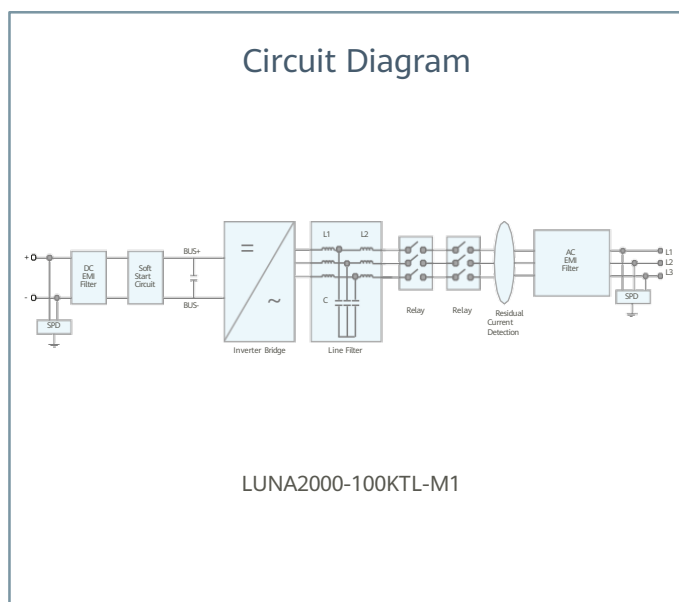 Circuit Diagram
+
-
SPD
DC
EMI
Filter
Soft
Start
Circuit
BUS+
BUS-
=
~
Inverter Bridge
L1
L2
C
Line Filter
Relay
Relay
Residual
Current
Detection
AC
EMI
Filter
L1
L2
L3
SPD
LUNA2000-100KTL-M1